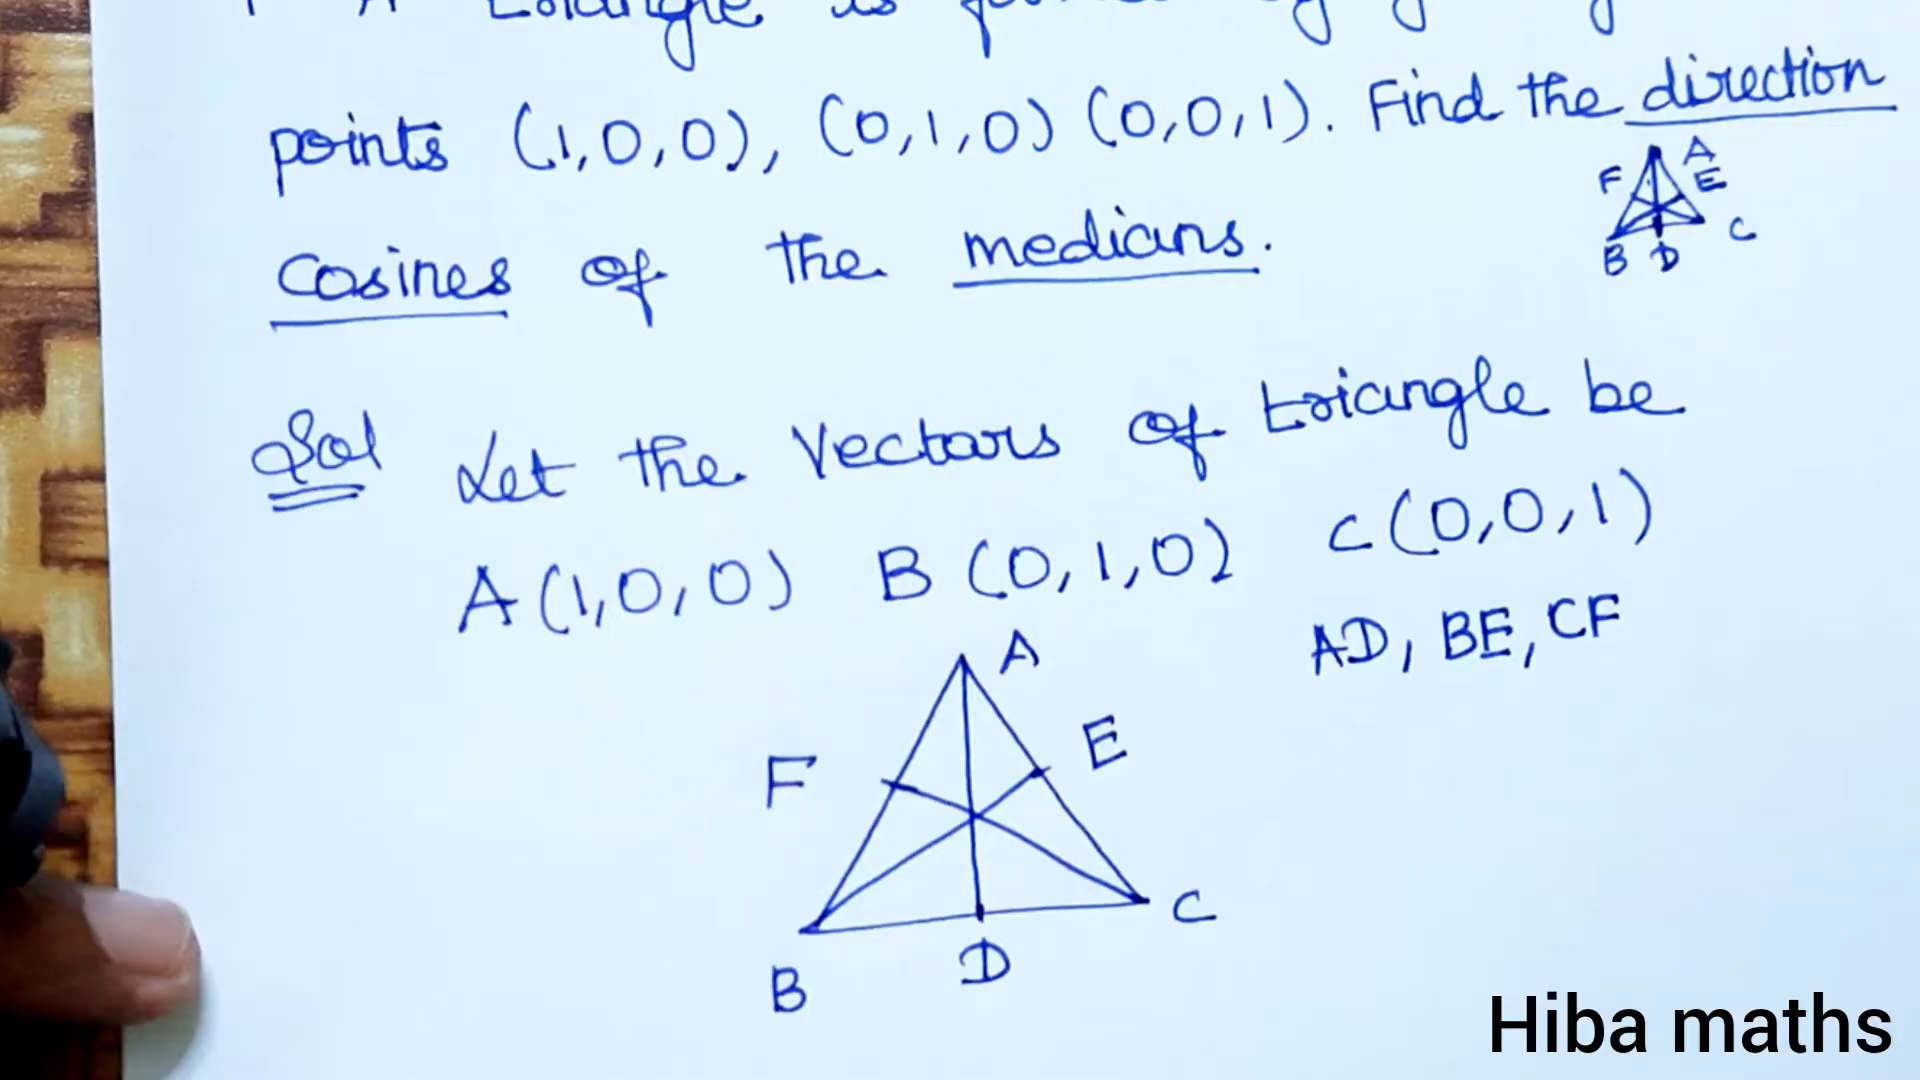 A triangle is
points (1,0,0), (0,1,0) (0,0,1). Find the direction
cosines of the medians.
A
F E
B D C
Sol Let the Vectors of triangle be
A(1,0,0) B(0,1,0) C(0,0,1)
AD, BE, CF
A
F E
B D C
Hiba maths